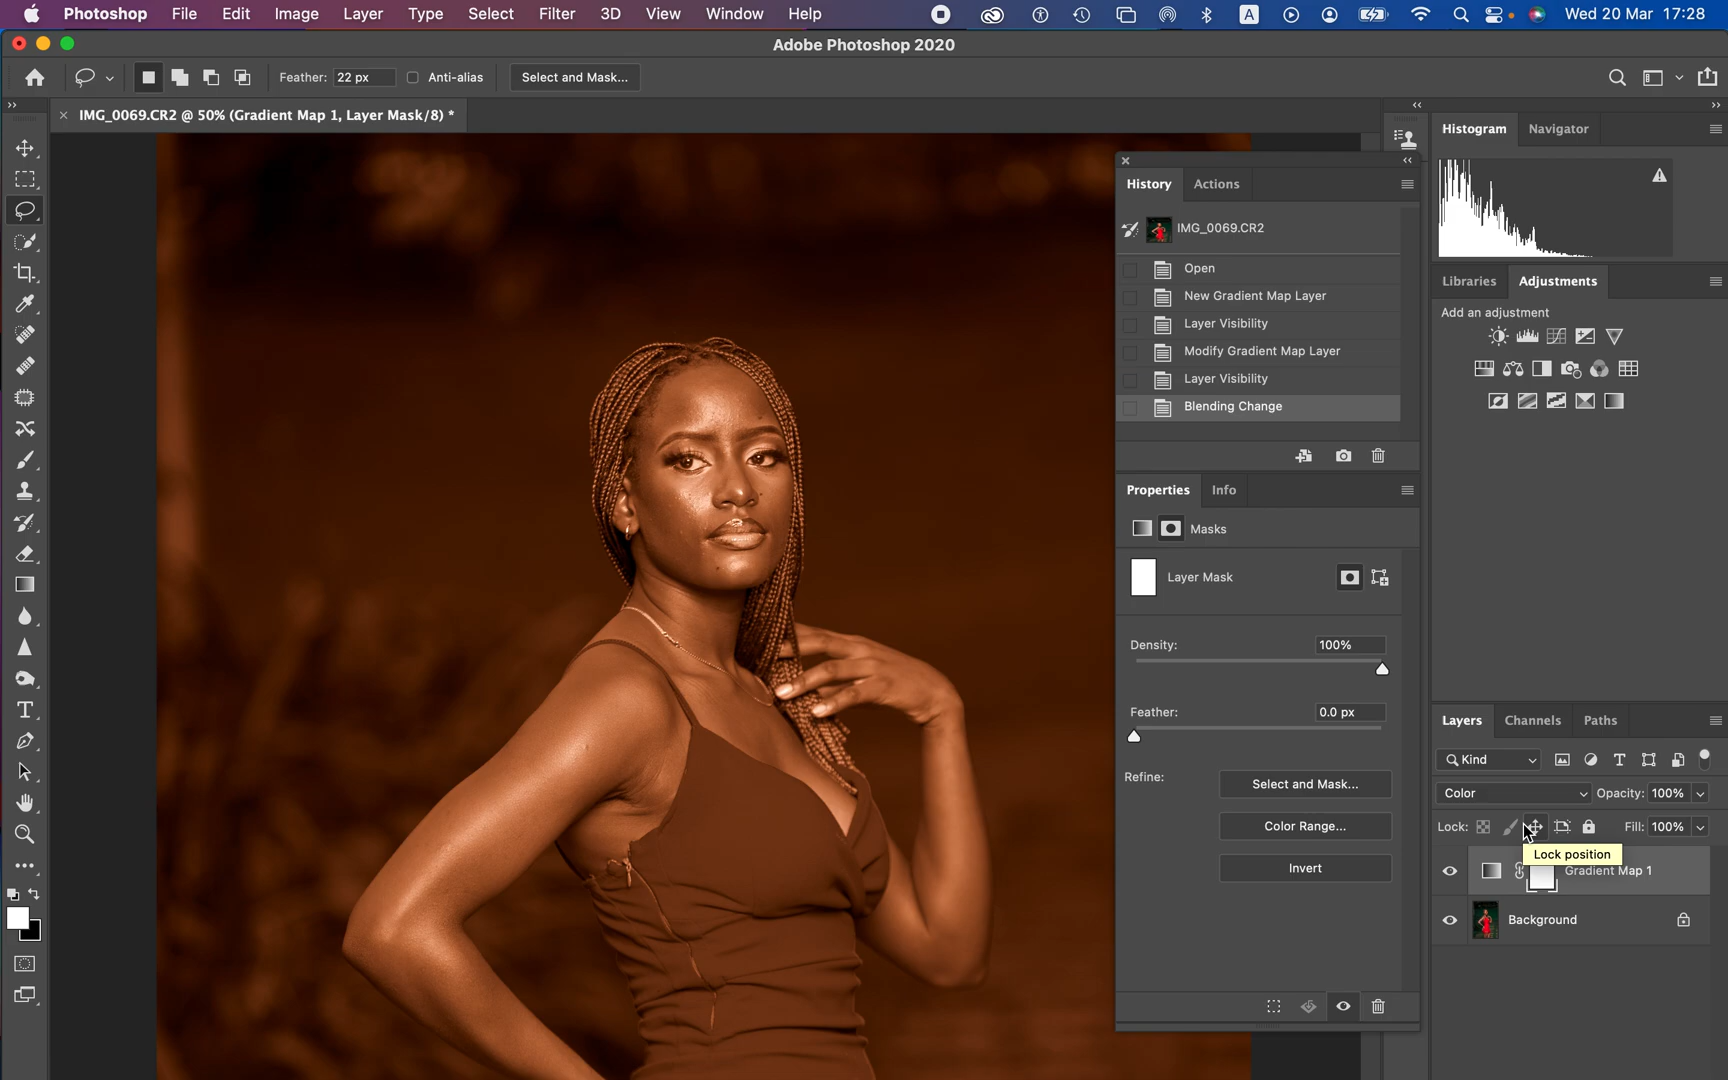 Photoshop File Edit Image Layer Type Select Filter 3D View Window Help A Wed 20 Mar 17:28
Adobe Photoshop 2020
Feather: 22 px Anti-alias Select and Mask...
× IMG_0069.CR2 @ 50% (Gradient Map 1, Layer Mask/8) *
History Actions
IMG_0069.CR2
Open
New Gradient Map Layer
Layer Visibility
Modify Gradient Map Layer
Layer Visibility
Blending Change
Properties Info
Masks
Layer Mask
Density: 100%
Feather: 0.0 px
Refine: Select and Mask...
Color Range...
Invert
Histogram Navigator
Libraries Adjustments
Add an adjustment
Layers Channels Paths
Kind
Color Opacity: 100%
Lock: Fill: 100%
Lock position
Gradient Map 1
Background